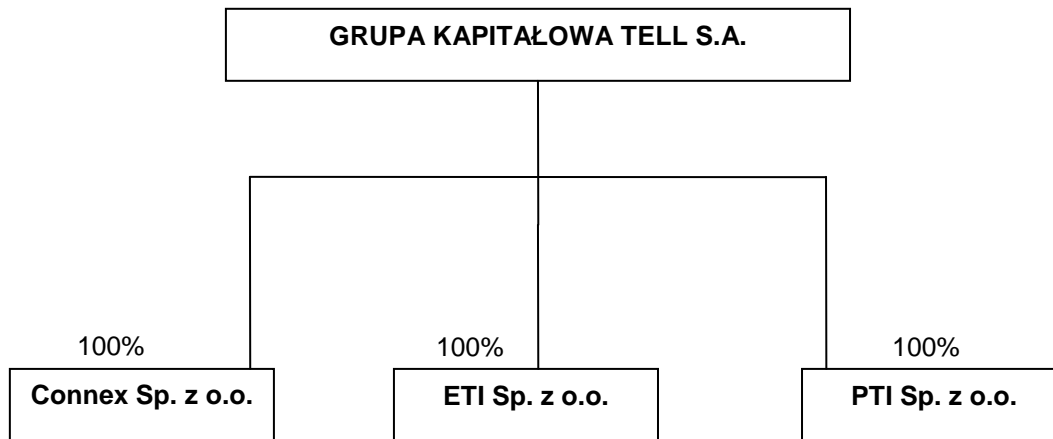 GRUPA KAPITAŁOWA TELL S.A.
100%
100%
100%
Connex Sp. z o.o.
ETI Sp. z o.o.
PTI Sp. z o.o.